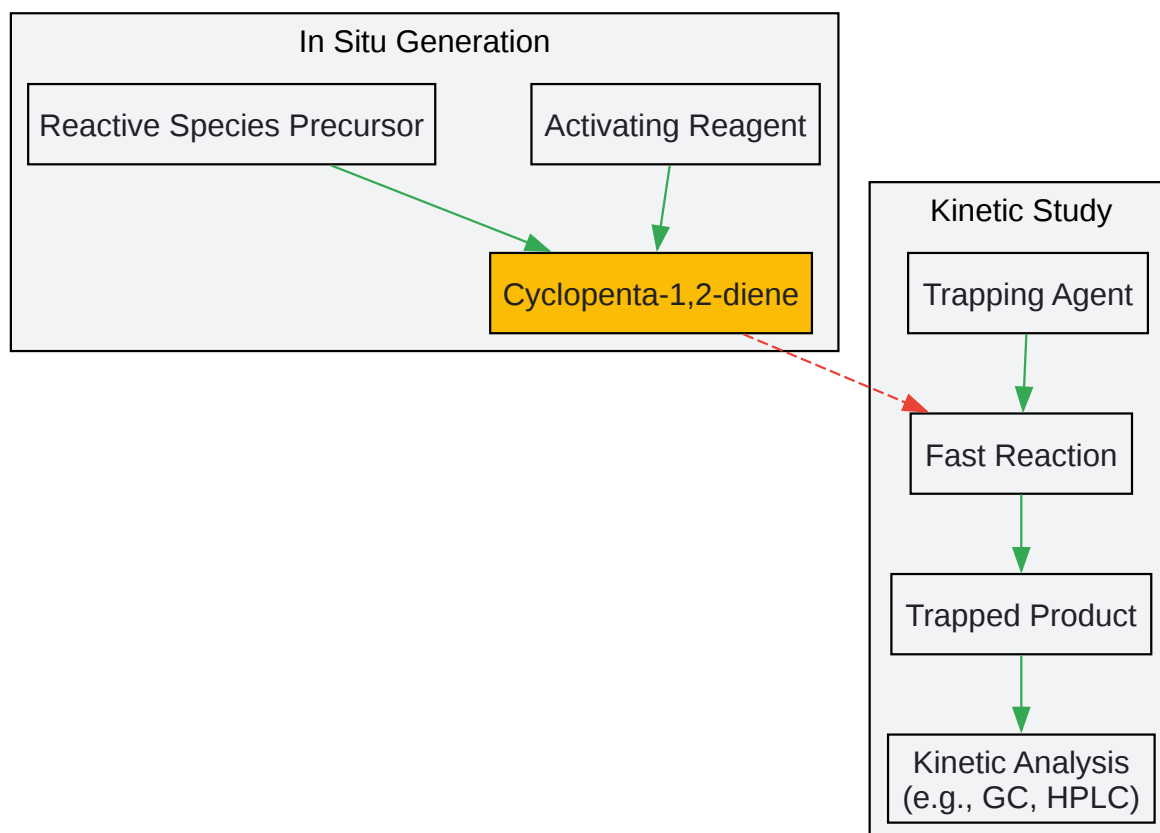 In Situ Generation
Reactive Species Precursor
Activating Reagent
Cyclopenta-1,2-diene
Kinetic Study
Trapping Agent
Fast Reaction
Trapped Product
Kinetic Analysis
(e.g., GC, HPLC)